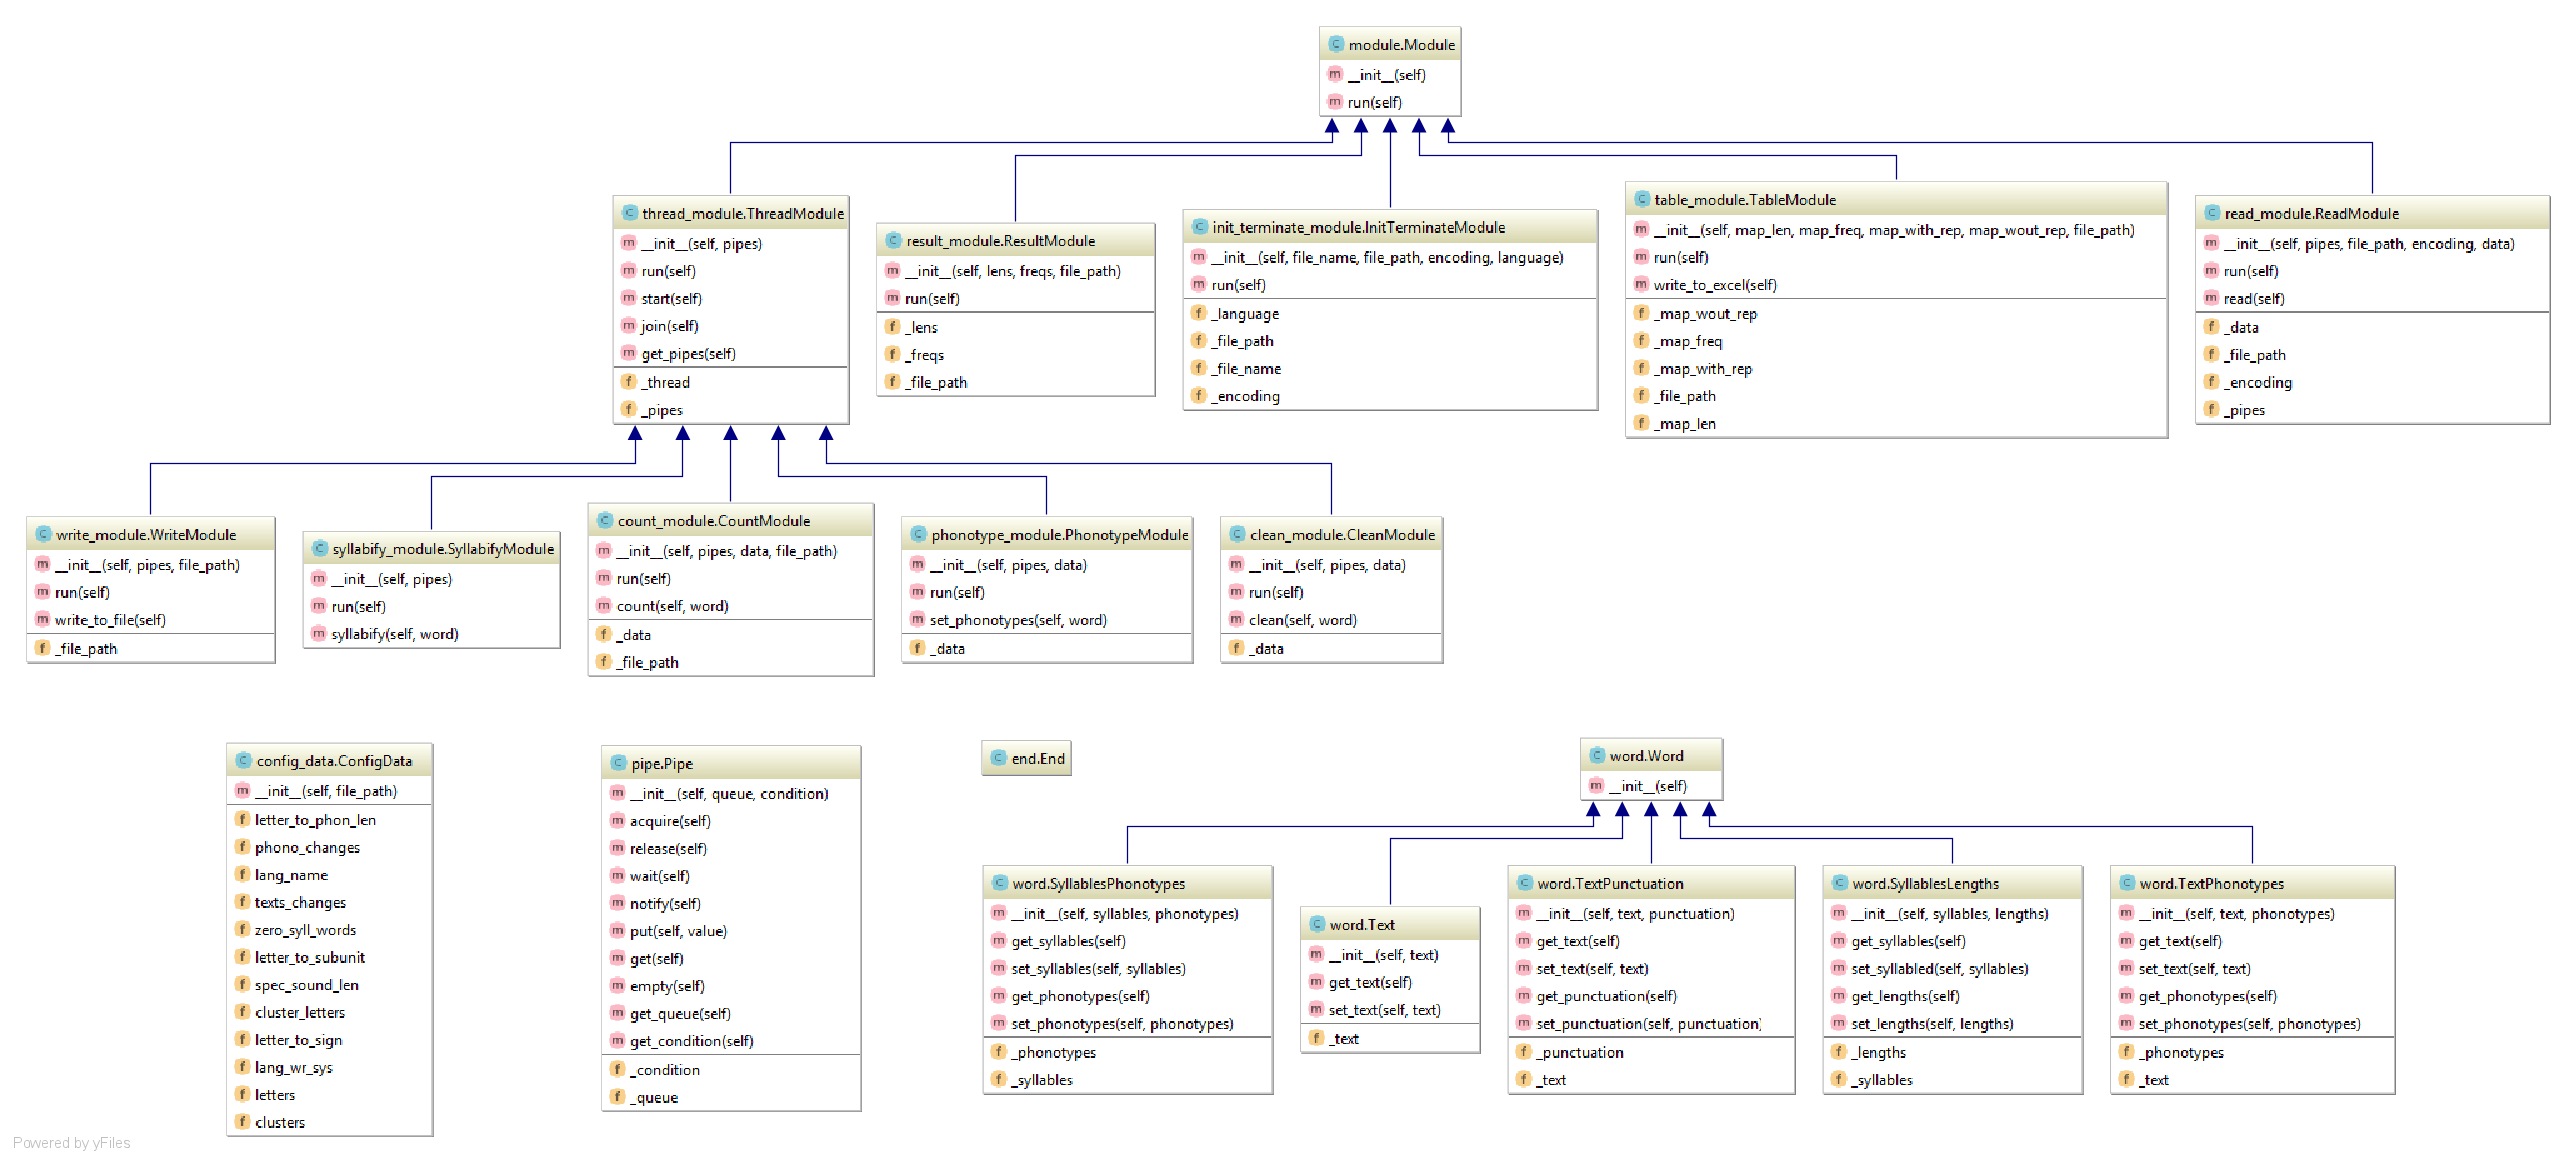 module.Module
__init__(self)
run(self)
thread_module.ThreadModule
__init__(self, pipes)
run(self)
start(self)
join(self)
get_pipes(self)
_thread
_pipes
result_module.ResultModule
__init__(self, lens, freqs, file_path)
run(self)
_lens
_freqs
_file_path
init_terminate_module.InitTerminateModule
__init__(self, file_name, file_path, encoding, language)
run(self)
_language
_file_path
_file_name
_encoding
table_module.TableModule
__init__(self, map_len, map_freq, map_with_rep, map_wout_rep, file_path)
run(self)
write_to_excel(self)
_map_wout_rep
_map_freq
_map_with_rep
_file_path
_map_len
read_module.ReadModule
__init__(self, pipes, file_path, encoding, data)
run(self)
read(self)
_data
_file_path
_encoding
_pipes
write_module.WriteModule
__init__(self, pipes, file_path)
run(self)
write_to_file(self)
_file_path
syllabify_module.SyllabifyModule
__init__(self, pipes)
run(self)
syllabify(self, word)
count_module.CountModule
__init__(self, pipes, data, file_path)
run(self)
count(self, word)
_data
_file_path
phonotype_module.PhonotypeModule
__init__(self, pipes, data)
run(self)
set_phonotypes(self, word)
_data
clean_module.CleanModule
__init__(self, pipes, data)
run(self)
clean(self, word)
_data
config_data.ConfigData
__init__(self, file_path)
letter_to_phon_len
phono_changes
lang_name
texts_changes
zero_syll_words
letter_to_subunit
spec_sound_len
cluster_letters
letter_to_sign
lang_wr_sys
letters
clusters
pipe.Pipe
__init__(self, queue, condition)
acquire(self)
release(self)
wait(self)
notify(self)
put(self, value)
get(self)
empty(self)
get_queue(self)
get_condition(self)
_condition
_queue
end.End
word.Word
__init__(self)
word.SyllablesPhonotypes
__init__(self, syllables, phonotypes)
get_syllables(self)
set_syllables(self, syllables)
get_phonotypes(self)
set_phonotypes(self, phonotypes)
_phonotypes
_syllables
word.Text
__init__(self, text)
get_text(self)
set_text(self, text)
_text
word.TextPunctuation
__init__(self, text, punctuation)
get_text(self)
set_text(self, text)
get_punctuation(self)
set_punctuation(self, punctuation)
_punctuation
_text
word.SyllablesLengths
__init__(self, syllables, lengths)
get_syllables(self)
set_syllabled(self, syllables)
get_lengths(self)
set_lengths(self, lengths)
_lengths
_syllables
word.TextPhonotypes
__init__(self, text, phonotypes)
get_text(self)
set_text(self, text)
get_phonotypes(self)
set_phonotypes(self, phonotypes)
_phonotypes
_text
Powered by yFiles